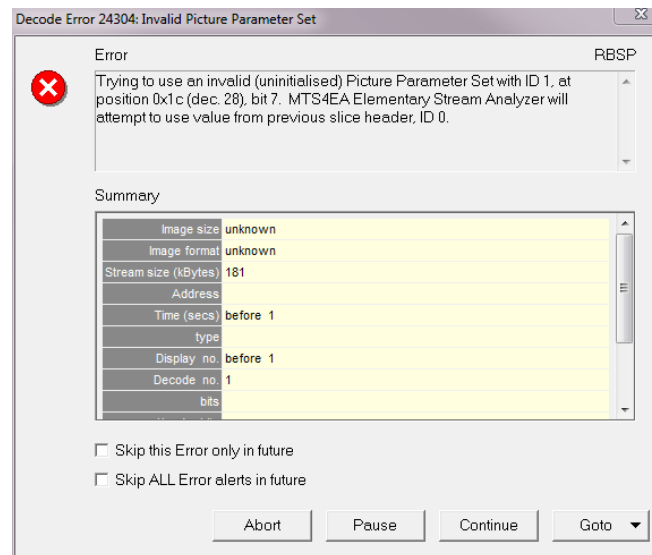 Decode Error 24304: Invalid Picture Parameter Set
Error RBSP
Trying to use an invalid (uninitialised) Picture Parameter Set with ID 1, at
position 0x1c (dec. 28), bit 7.  MTS4EA Elementary Stream Analyzer will
attempt to use value from previous slice header, ID 0.
Summary
Image size unknown
Image format unknown
Stream size (kBytes) 181
Address
Time (secs) before 1
type
Display no. before 1
Decode no. 1
bits
Skip this Error only in future
Skip ALL Error alerts in future
Abort Pause Continue Goto